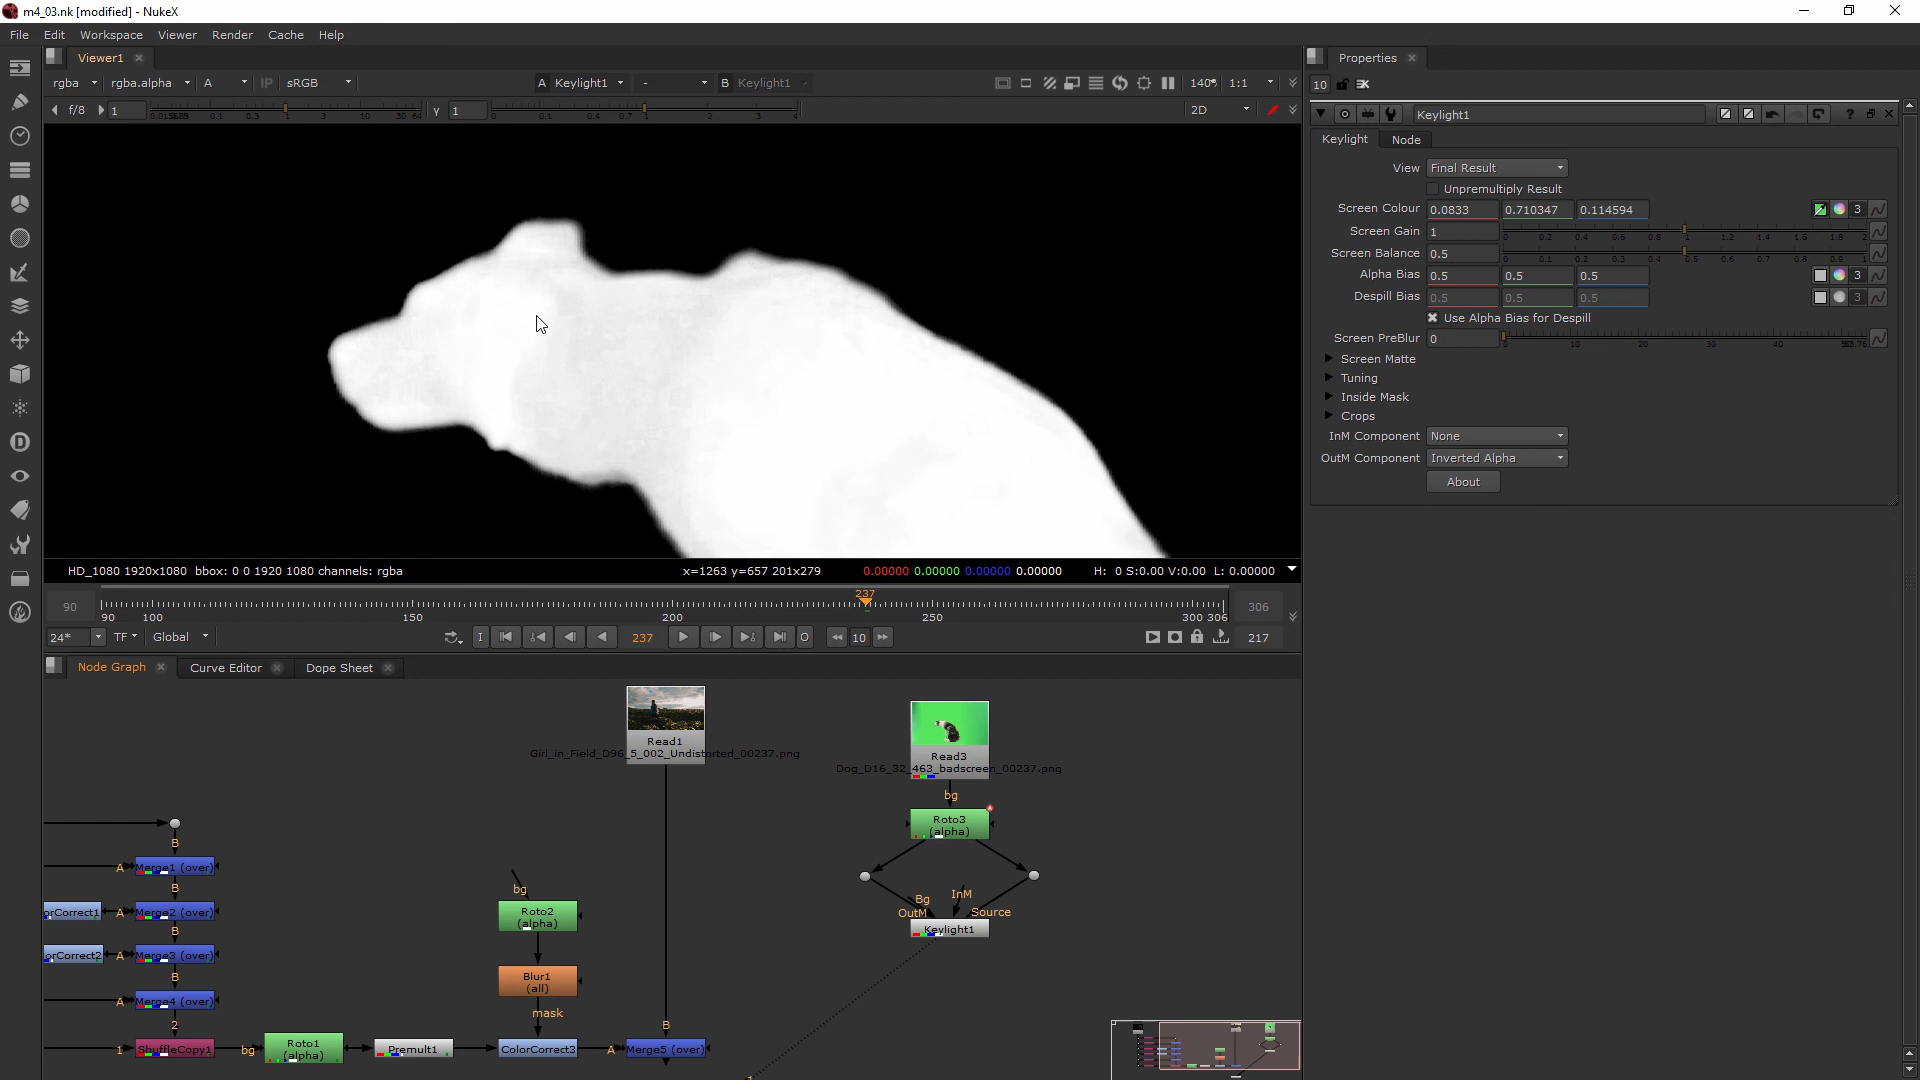 m4_03.nk [modified] - NukeX
File Edit Workspace Viewer Render Cache Help
Viewer1
rgba rgba.alpha A IP sRGB A Keylight1 - B Keylight1 140% 1:1
f/8 1 Y 1 2D
HD_1080 1920x1080 bbox: 0 0 1920 1080 channels: rgba x=1263 y=657 201x279 0.00000 0.00000 0.00000 0.00000 H: 0 S:0.00 V:0.00 L: 0.00000
237
90 306
100 150 200 250 300 306
24* TF Global I 237 O 10 217
Node Graph Curve Editor Dope Sheet
Read1
Girl_in_Field_D96_5_002_Undistorted_00237.png
Read3
Dog_D16_32_463_badscreen_00237.png
bg
Roto3
(alpha)
B
A Merge1 (over)
B
orCorrect1 A Merge2 (over)
B
orCorrect2 A Merge3 (over)
B
A Merge4 (over)
2
1 ShuffleCopy1 bg Roto1
(alpha)
Premult1
bg
Roto2
(alpha)
Blur1
(all)
mask
ColorCorrect3 A Merge5 (over)
B
InM
Bg
OutM Source
Keylight1
1
Properties
10
Keylight1
Keylight Node
View Final Result
Unpremultiply Result
Screen Colour 0.0833 0.710347 0.114594 3
Screen Gain 1
0 0.2 0.4 0.6 0.8 1 1.2 1.4 1.6 1.8 2
Screen Balance 0.5
0 0.1 0.2 0.3 0.4 0.5 0.6 0.7 0.8 0.9 1
Alpha Bias 0.5 0.5 0.5 3
Despill Bias 0.5 0.5 0.5 3
Use Alpha Bias for Despill
Screen PreBlur 0
0 10 20 30 40
Screen Matte
Tuning
Inside Mask
Crops
InM Component None
OutM Component Inverted Alpha
About